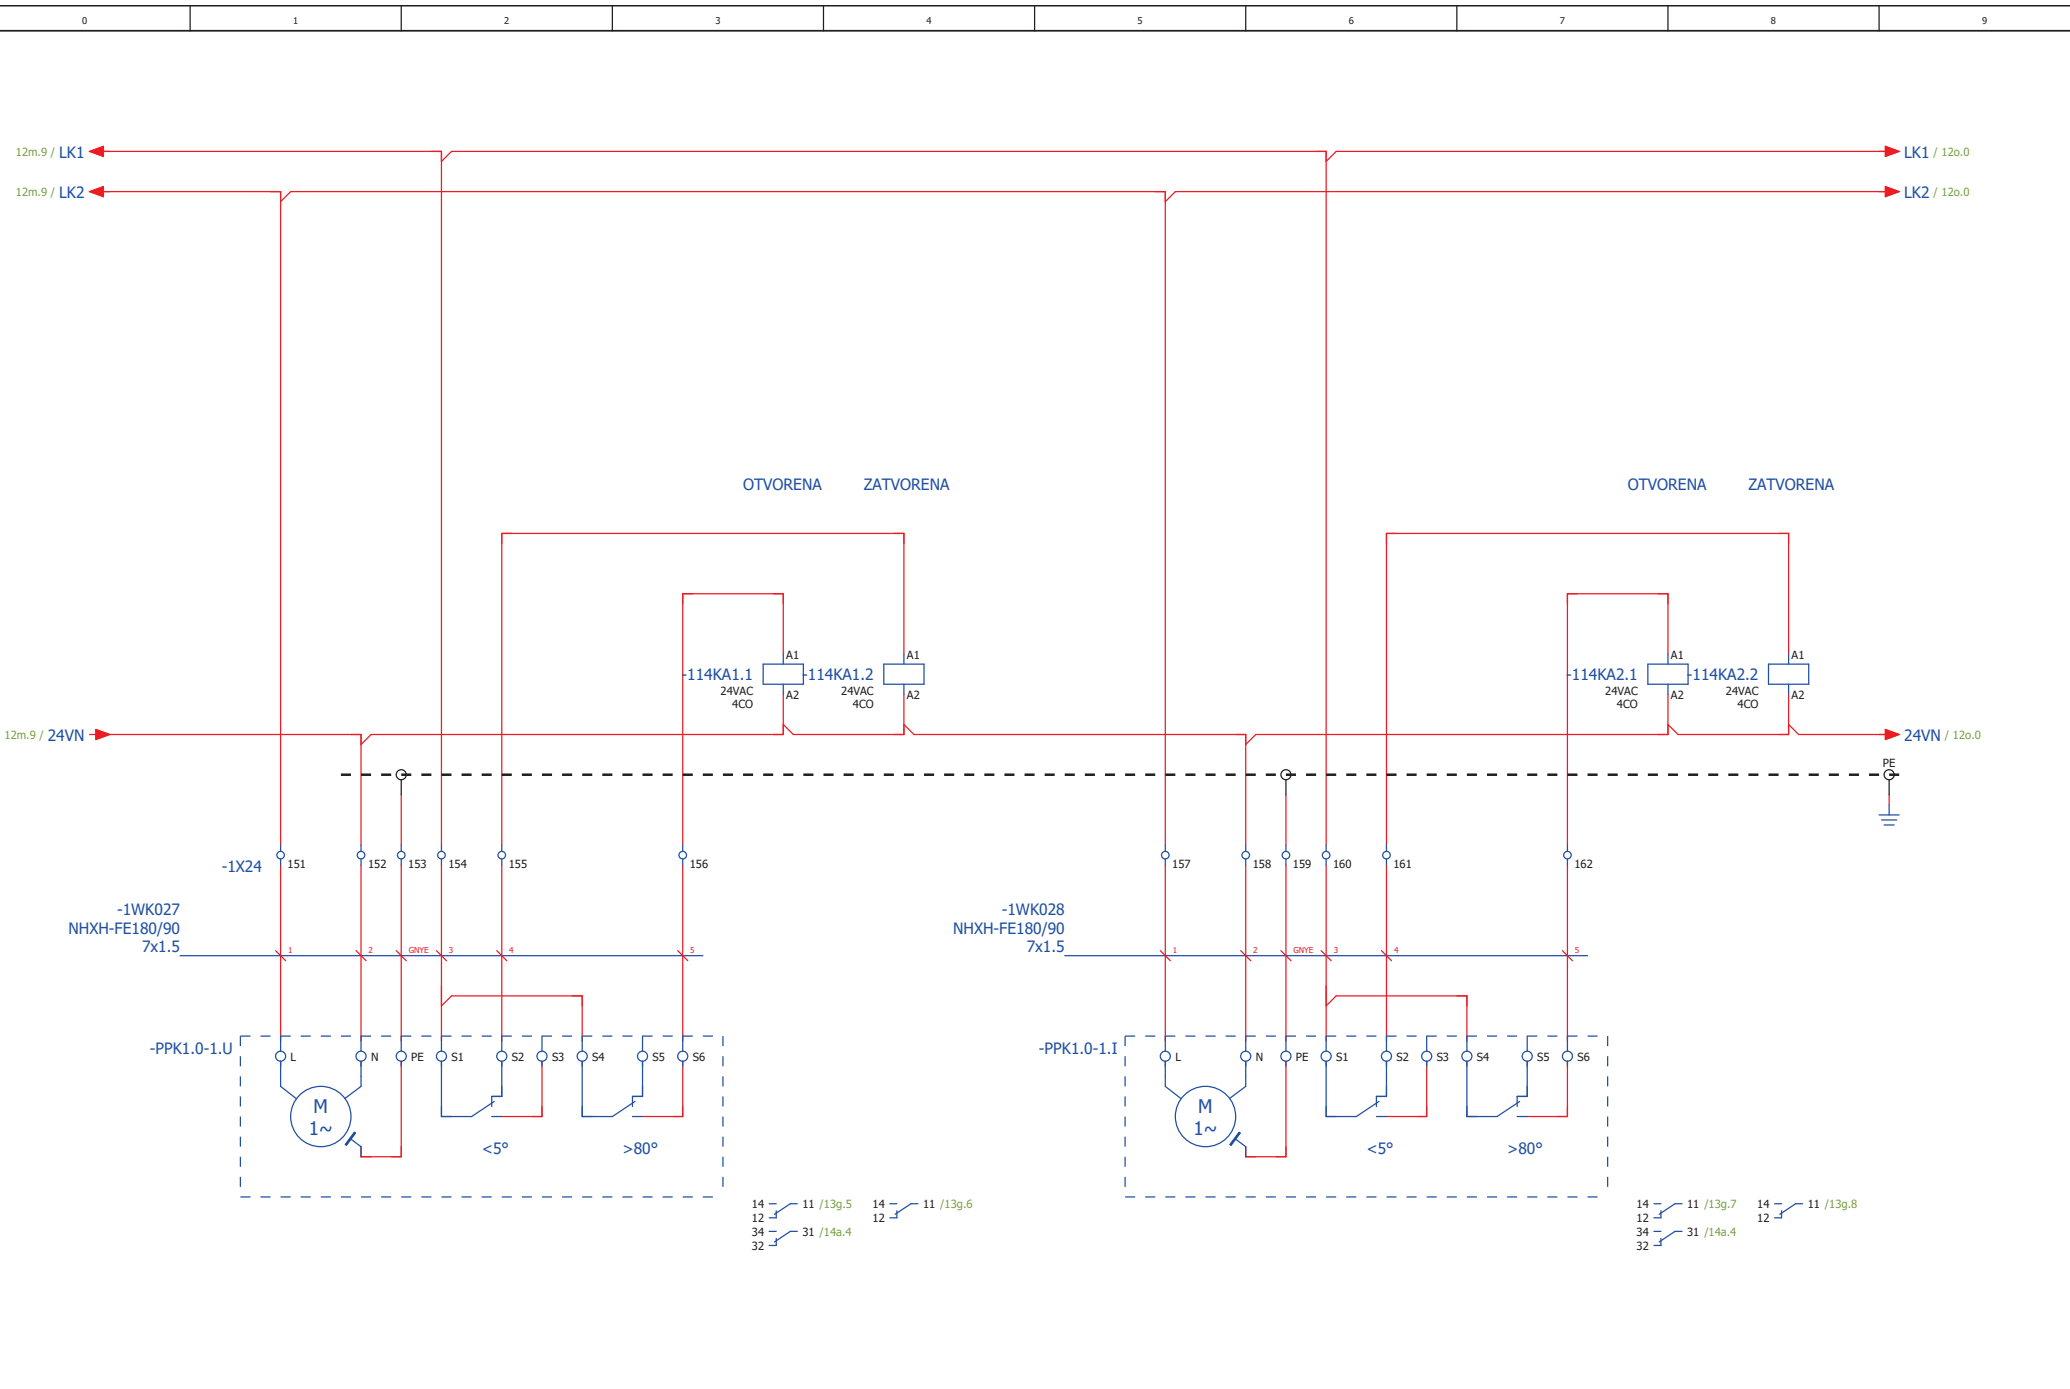 0 1 2 3 4 5 6 7 8 9
12m.9 / LK1 LK1 / 12o.0
12m.9 / LK2 LK2 / 12o.0
OTVORENA ZATVORENA OTVORENA ZATVORENA
A1 A1 A1 A1
-114KA1.1 -114KA1.2 -114KA2.1 -114KA2.2
24VAC A2 24VAC A2 24VAC A2 24VAC A2
4CO 4CO 4CO 4CO
12m.9 / 24VN 24VN / 12o.0
PE
-1X24 151 152 153 154 155 156 157 158 159 160 161 162
-1WK027 -1WK028
NHXH-FE180/90 NHXH-FE180/90
7x1.5 1 2 GNYE 3 4 5 7x1.5 1 2 GNYE 3 4 5
-PPK1.0-1.U L N PE S1 S2 S3 S4 S5 S6 -PPK1.0-1.I L N PE S1 S2 S3 S4 S5 S6
M M
1~ 1~
<5° >80° <5° >80°
14 11 /13g.5 14 11 /13g.6 14 11 /13g.7 14 11 /13g.8
12 12 12 12
34 31 /14a.4 34 31 /14a.4
32 32